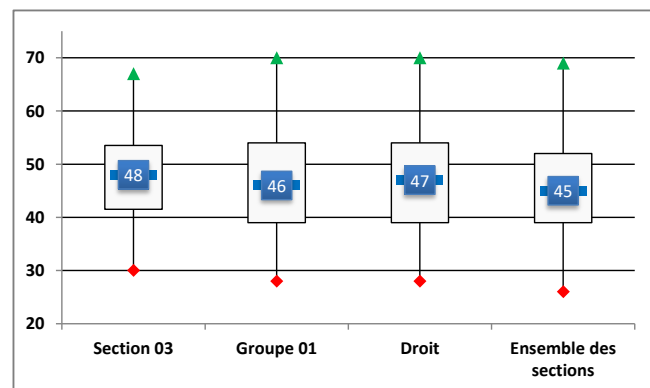 70
60
50
40
30
20
48
46
47
45
Section 03
Groupe 01
Droit
Ensemble des
sections